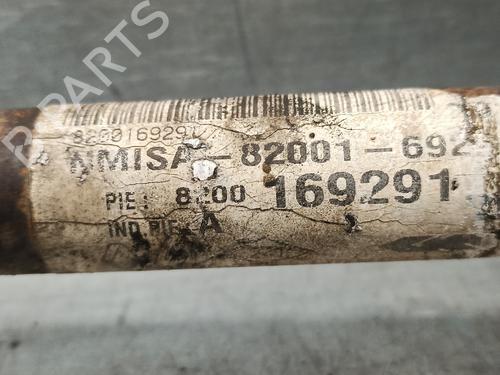 8200169291
NMISA-82001-692
PIE: 8200 169291
IND.PIE. A
B-PARTS